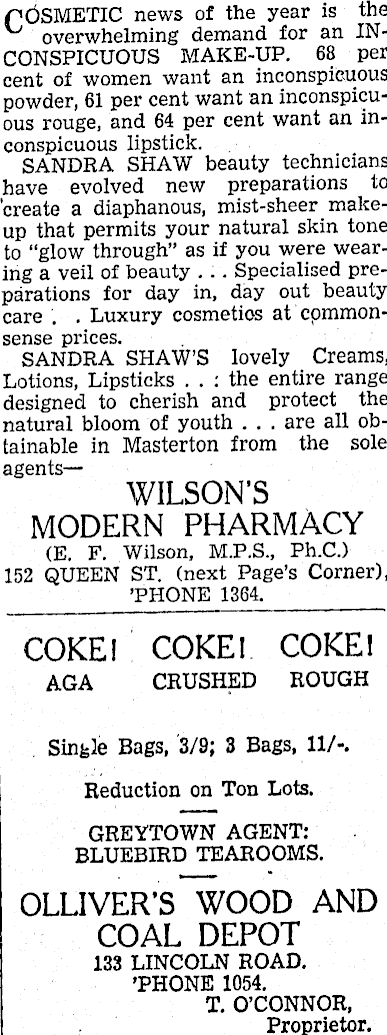 COSMETIC news of the year is the
overwhelming demand for an IN-
CONSPICUOUS MAKE-UP. 68 per
cent of women want an inconspicuous
powder, 61 per cent want an inconspicu-
ous rouge, and 64 per cent want an in-
conspicuous lipstick.
SANDRA SHAW beauty technicians
have evolved new preparations to
create a diaphanous, mist-sheer make-
up that permits your natural skin tone
to "glow through" as if you were wear-
ing a veil of beauty . . . Specialised pre-
parations for day in, day out beauty
care . . Luxury cosmetics at common-
sense prices.
SANDRA SHAW'S lovely Creams,
Lotions, Lipsticks . . : the entire range
designed to cherish and protect the
natural bloom of youth . . . are all ob-
tainable in Masterton from the sole
agents—
WILSON'S
MODERN PHARMACY
(E. F. Wilson, M.P.S., Ph.C.)
152 QUEEN ST. (next Page's Corner),
'PHONE 1364.
COKE! COKE! COKE!
AGA CRUSHED ROUGH
Single Bags, 3/9; 3 Bags, 11/-.
Reduction on Ton Lots.
GREYTOWN AGENT:
BLUEBIRD TEAROOMS.
OLLIVER'S WOOD AND
COAL DEPOT
133 LINCOLN ROAD.
'PHONE 1054.
T. O'CONNOR,
Proprietor.